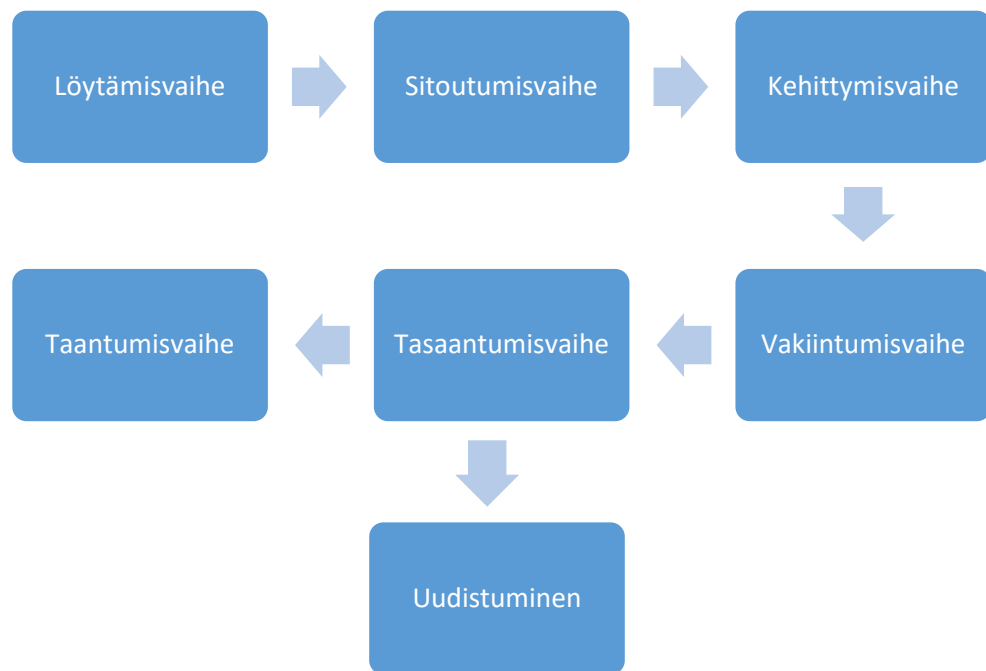 Löytämisvaihe
Sitoutumisvaihe
Kehittymisvaihe
Vakiintumisvaihe
Tasaantumisvaihe
Taantumisvaihe
Uudistuminen